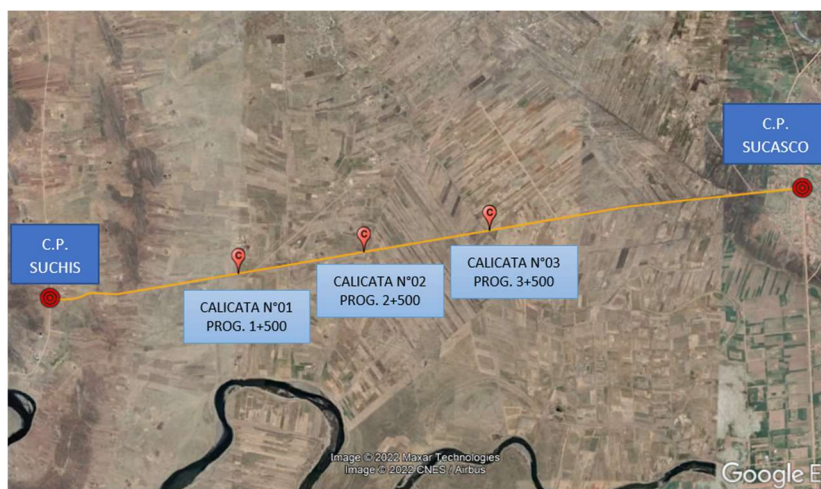 C.P.
SUCASCO
C.P.
SUCHIS
CALICATA N°01
PROG. 1+500
CALICATA N°02
PROG. 2+500
CALICATA N°03
PROG. 3+500
Image © 2022 Maxar Technologies
Image © 2022 CNES / Airbus
Google E